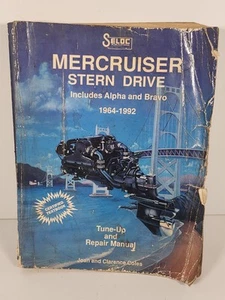 SELOC
MERCRUISER
STERN DRIVE
Includes Alpha and Bravo
1964-1992
Tune-Up
and
Repair Manual
Joan and Clarence Coles